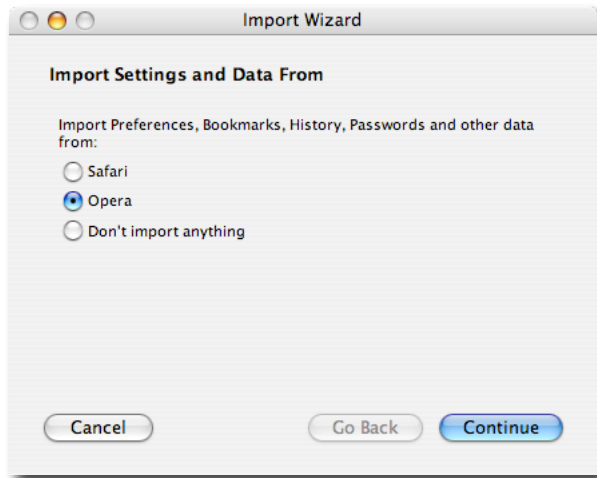 Import Wizard
Import Settings and Data From
Import Preferences, Bookmarks, History, Passwords and other data
from:
Safari
Opera
Don't import anything
Cancel
Go Back
Continue